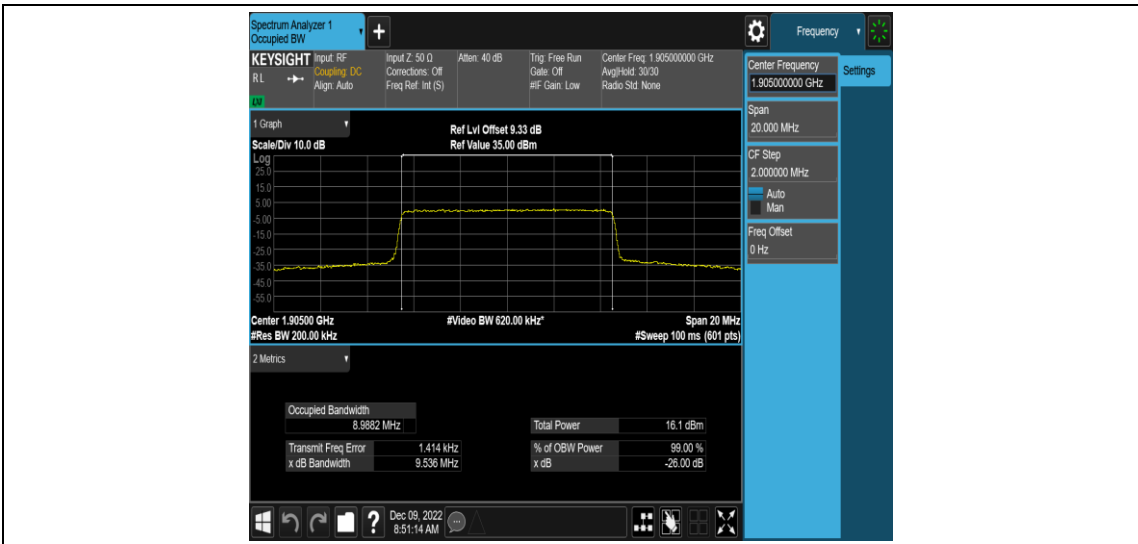 Spectrum Analyzer 1
Occupied BW
+
Frequency
KEYSIGHT
RL
LXI
Input: RF
Coupling: DC
Align: Auto
Input Z: 50 Ω
Corrections: Off
Freq Ref: Int (S)
Atten: 40 dB
Trig: Free Run
Gate: Off
#IF Gain: Low
Center Freq: 1.905000000 GHz
Avg|Hold: 30/30
Radio Std: None
Center Frequency
1.905000000 GHz
Settings
Span
20.000 MHz
CF Step
2.000000 MHz
Auto
Man
Freq Offset
0 Hz
1 Graph
Scale/Div 10.0 dB
Ref Lvl Offset 9.33 dB
Ref Value 35.00 dBm
Log
25.0
15.0
5.00
-5.00
-15.0
-25.0
-35.0
-45.0
-55.0
Center 1.90500 GHz
#Res BW 200.00 kHz
#Video BW 620.00 kHz*
Span 20 MHz
#Sweep 100 ms (601 pts)
2 Metrics
Occupied Bandwidth
8.9882 MHz
Total Power 16.1 dBm
Transmit Freq Error 1.414 kHz
% of OBW Power 99.00 %
x dB Bandwidth 9.536 MHz
x dB -26.00 dB
?
Dec 09, 2022
8:51:14 AM